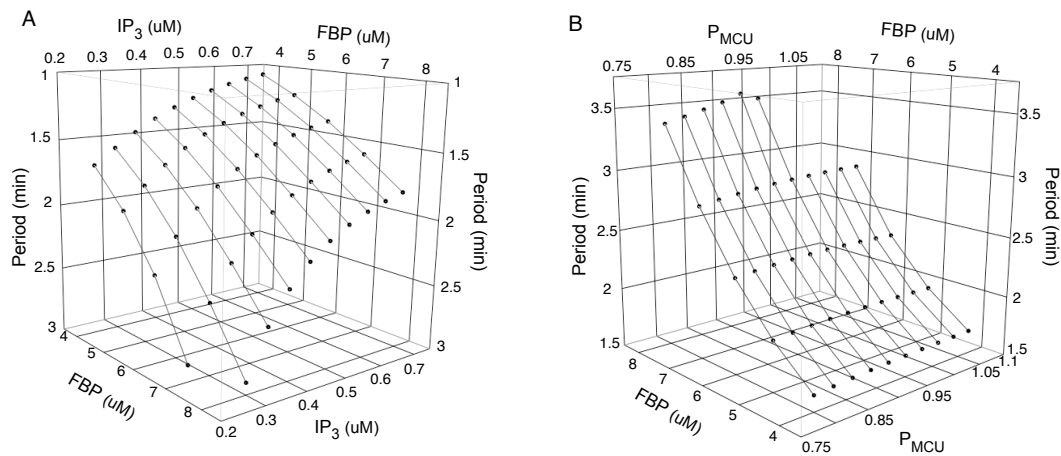 A
IP3 (uM)
FBP (uM)
0.2 0.3 0.4 0.5 0.6 0.7 4 5 6 7 8
1
1.5
2
2.5
3
Period (min)
1
1.5
2
2.5
3
Period (min)
4 5 6 7 8
FBP (uM)
0.2 0.3 0.4 0.5 0.6 0.7
IP3 (uM)
B
PMCU
FBP (uM)
0.75 0.85 0.95 1.05 8 7 6 5 4
3.5
3
2.5
2
1.5
Period (min)
3.5
3
2.5
2
1.5
Period (min)
8 7 6 5 4
FBP (uM)
0.75 0.85 0.95 1.05 1.1
PMCU